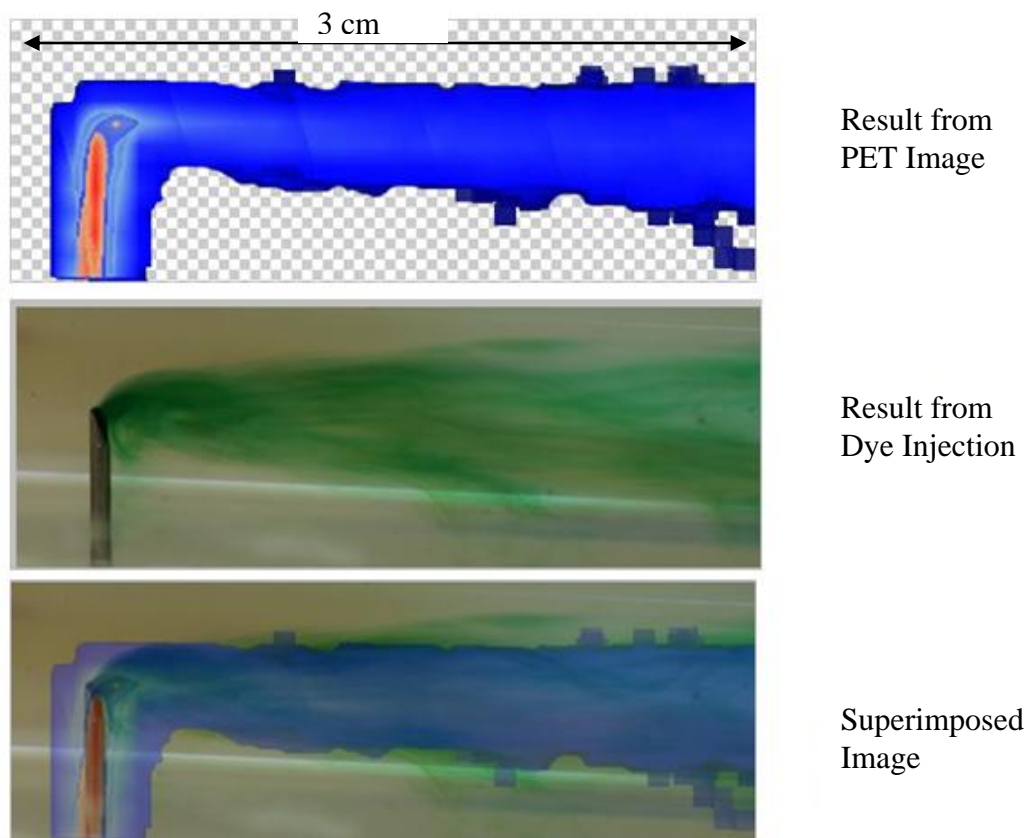 3 cm
Result from
PET Image
Result from
Dye Injection
Superimposed
Image